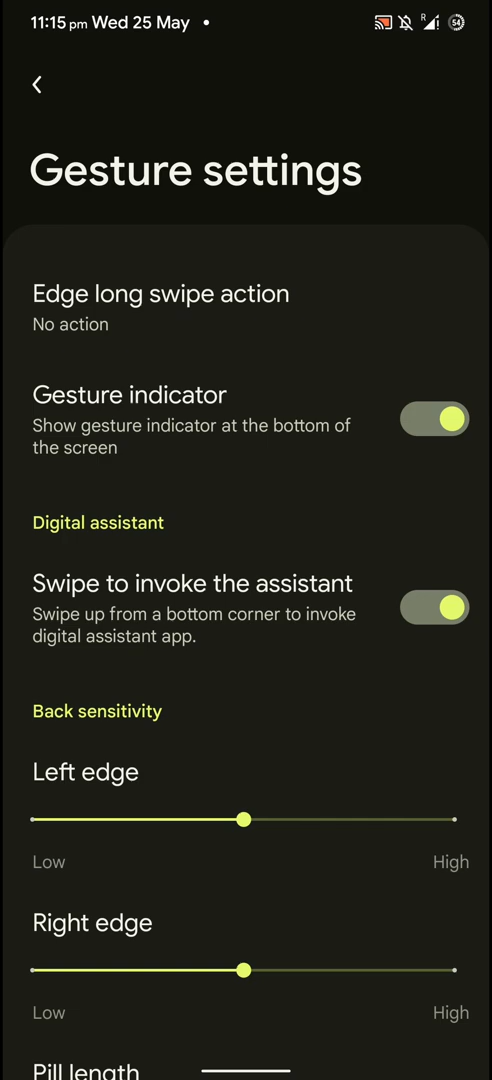 11:15 pm Wed 25 May •
R
54
Gesture settings
Edge long swipe action
No action
Gesture indicator
Show gesture indicator at the bottom of
the screen
Digital assistant
Swipe to invoke the assistant
Swipe up from a bottom corner to invoke
digital assistant app.
Back sensitivity
Left edge
Low High
Right edge
Low High
Pill length